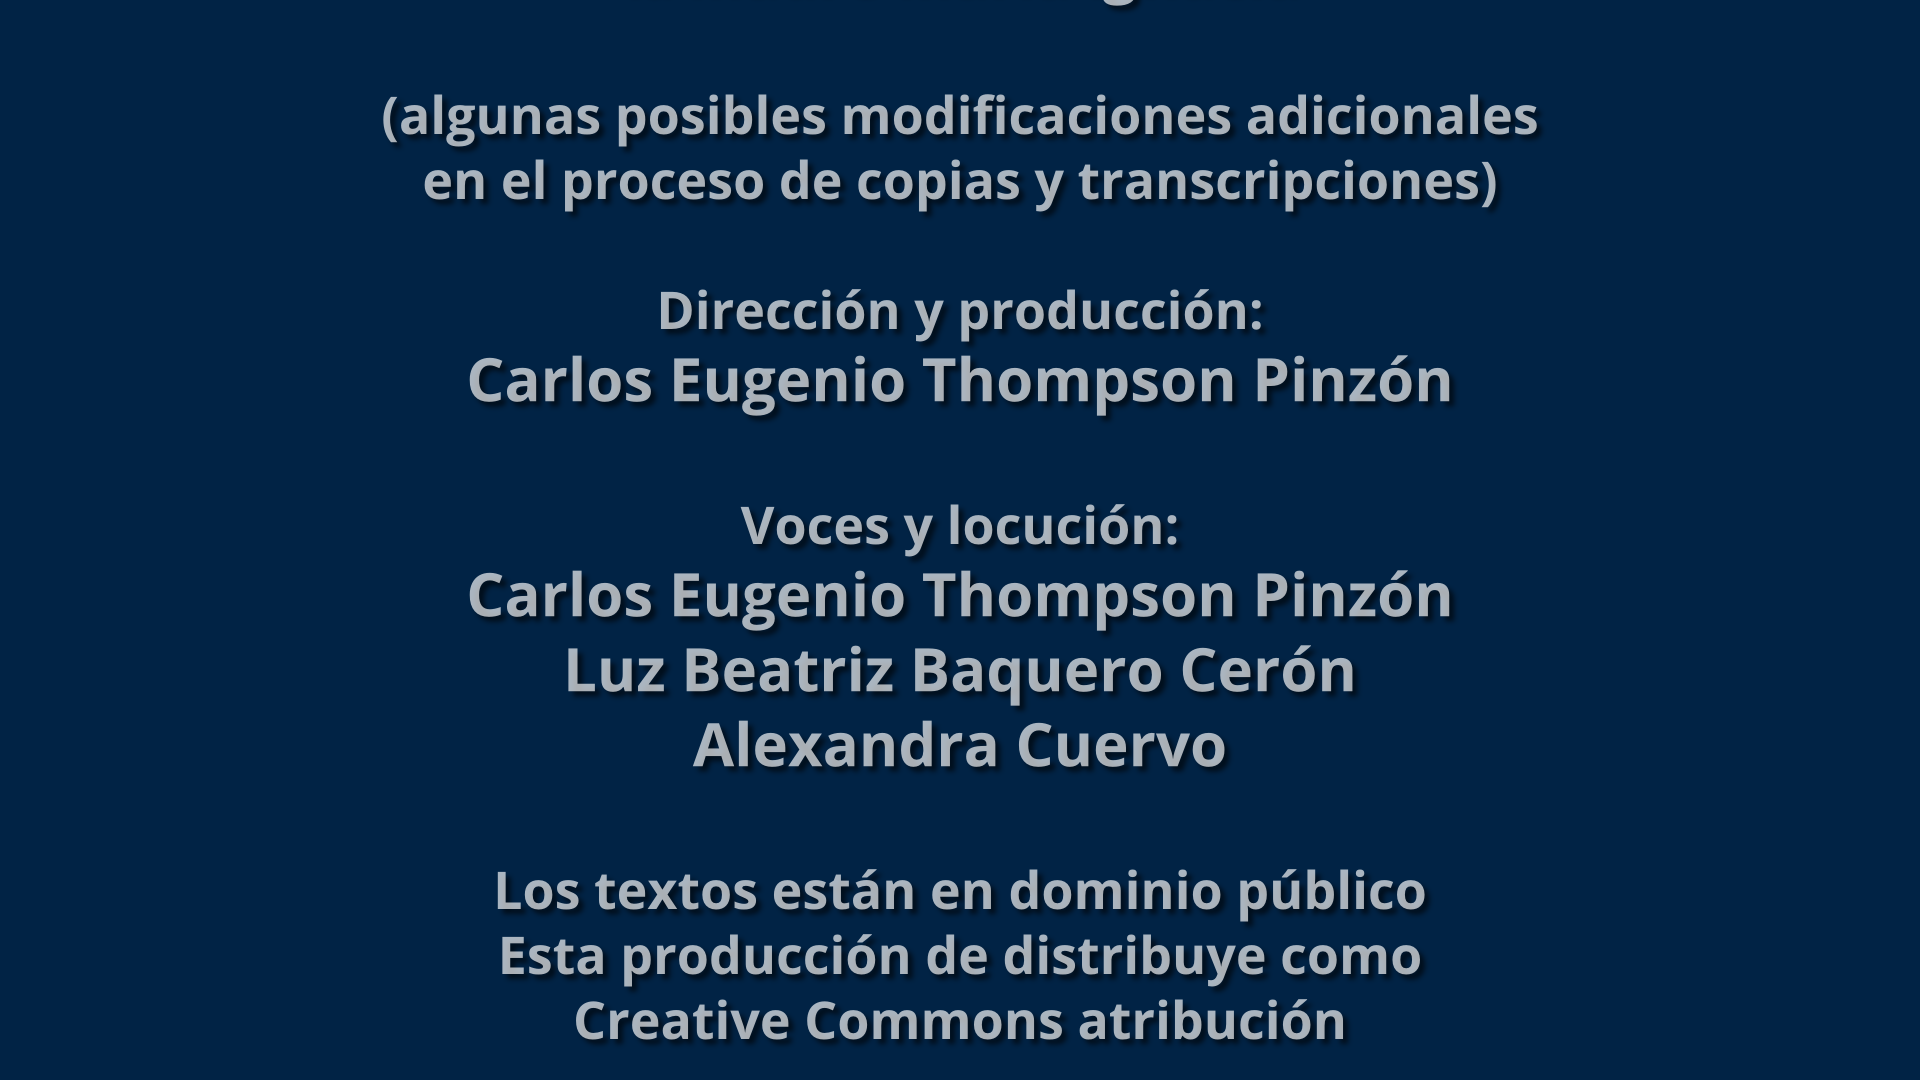 (algunas posibles modificaciones adicionales
en el proceso de copias y transcripciones)
Dirección y producción:
Carlos Eugenio Thompson Pinzón
Voces y locución:
Carlos Eugenio Thompson Pinzón
Luz Beatriz Baquero Cerón
Alexandra Cuervo
Los textos están en dominio público
Esta producción de distribuye como
Creative Commons atribución